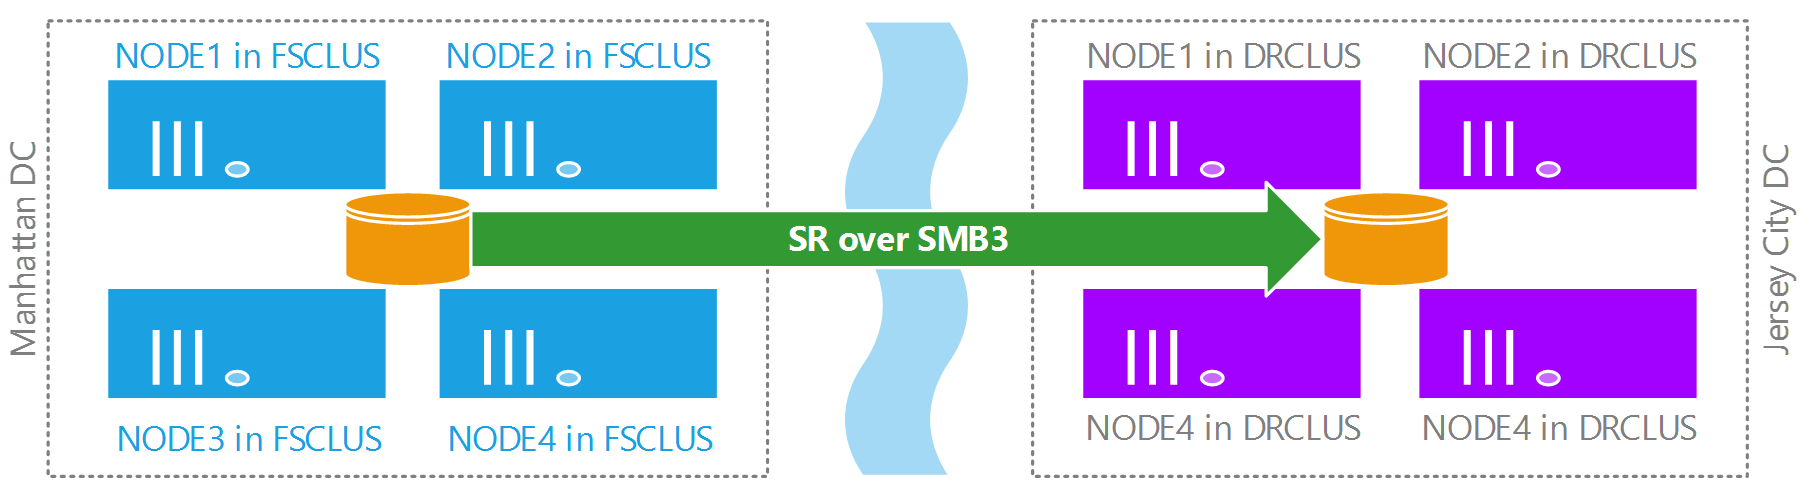 NODE1 in FSCLUS
NODE2 in FSCLUS
NODE1 in DRCLUS
NODE2 in DRCLUS
Manhattan DC
SR over SMB3
Jersey City DC
NODE3 in FSCLUS
NODE4 in FSCLUS
NODE4 in DRCLUS
NODE4 in DRCLUS